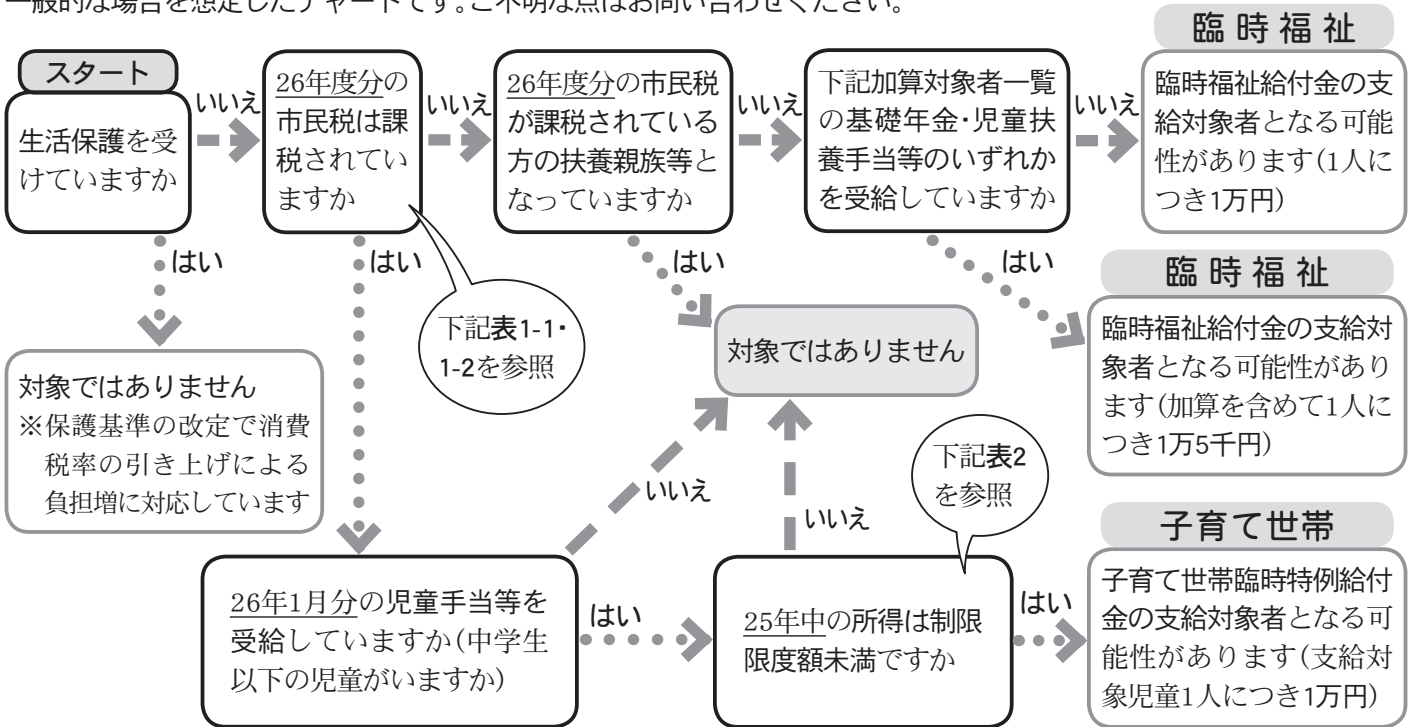 一般的な場合を想定したチャートです。ご不明な点はお問い合わせください。
スタート
生活保護を受
けていますか
いいえ
26年度分の
市民税は課
税されてい
ますか
いいえ
26年度分の市民税
が課税されている
方の扶養親族等と
なっていますか
いいえ
下記加算対象者一覧
の基礎年金・児童扶
養手当等のいずれか
を受給していますか
いいえ
臨時福祉
臨時福祉給付金の支
給対象者となる可能
性があります(1人に
つき1万円)
はい
はい
はい
はい
下記表1-1・
1-2を参照
対象ではありません
※保護基準の改定で消費
税率の引き上げによる
負担増に対応しています
対象ではありません
臨時福祉
臨時福祉給付金の支給対
象者となる可能性があり
ます(加算を含めて1人に
つき1万5千円)
いいえ
いいえ
下記表2
を参照
26年1月分の児童手当等を
受給していますか(中学生
以下の児童がいますか)
はい
25年中の所得は制限
限度額未満ですか
はい
子育て世帯
子育て世帯臨時特例給付
金の支給対象者となる可
能性があります(支給対
象児童1人につき1万円)